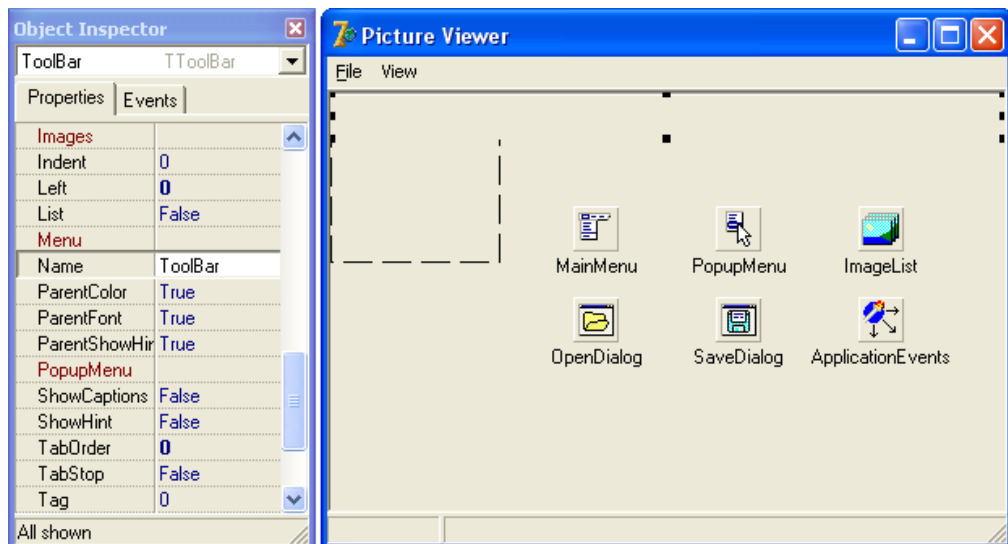 Object Inspector
ToolBar TToolBar
Properties Events
Images
Indent 0
Left 0
List False
Menu
Name ToolBar
ParentColor True
ParentFont True
ParentShowHir True
PopupMenu
ShowCaptions False
ShowHint False
TabOrder 0
TabStop False
Tag 0
All shown
Picture Viewer
File View
MainMenu PopupMenu ImageList
OpenDialog SaveDialog ApplicationEvents